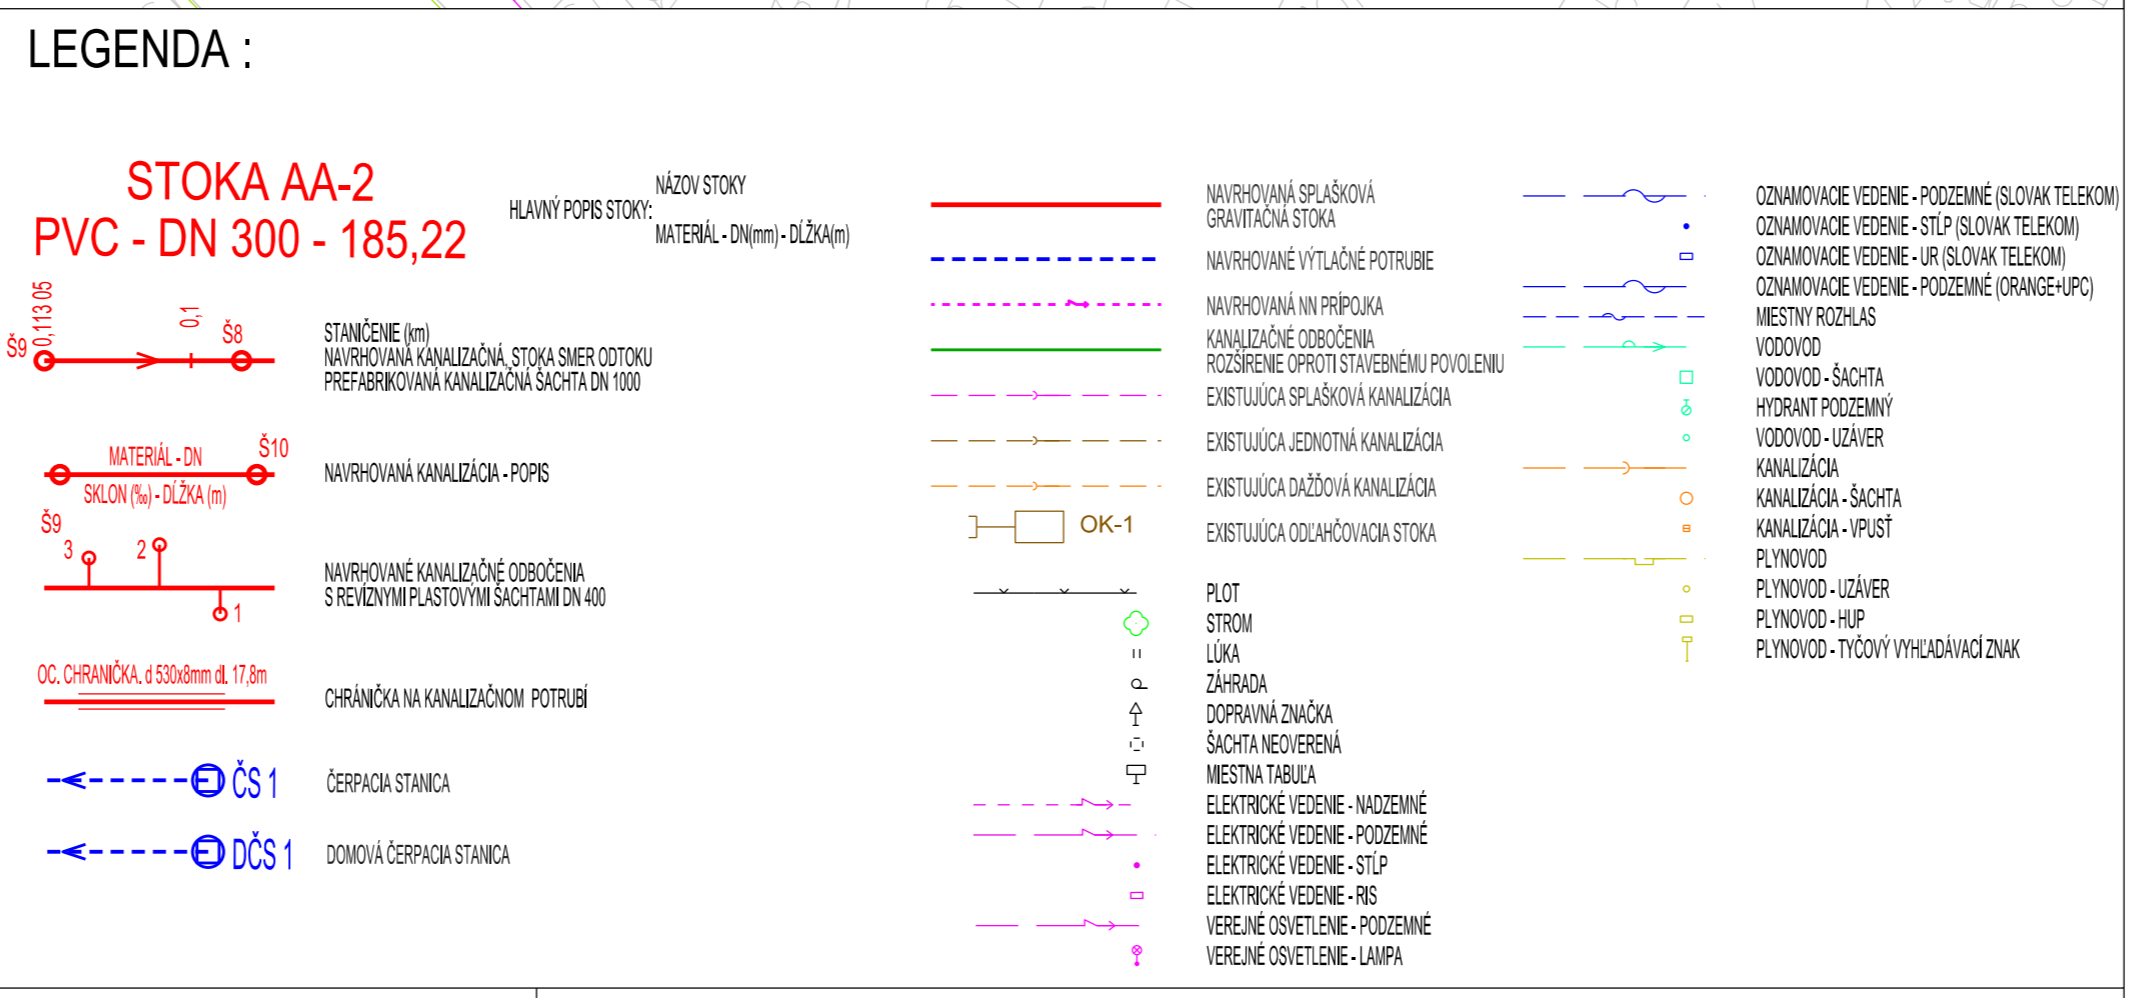 LEGENDA :
STOKA AA-2
PVC - DN 300 - 185,22
HLAVNÝ POPIS STOKY:
NÁZOV STOKY
MATERIÁL - DN(mm) - DĹŽKA(m)
Š9
0,113 05
0,1
Š8
STANIČENIE (km)
NAVRHOVANÁ KANALIZAČNÁ, STOKA SMER ODTOKU
PREFABRIKOVANÁ KANALIZAČNÁ ŠACHTA DN 1000
MATERIÁL - DN
Š10
SKLON (‰) - DĹŽKA (m)
NAVRHOVANÁ KANALIZÁCIA - POPIS
Š9
3
2
1
NAVRHOVANÉ KANALIZAČNÉ ODBOČENIA
S REVÍZNYMI PLASTOVÝMI ŠACHTAMI DN 400
OC. CHRANIČKA. d 530x8mm dl. 17,8m
CHRÁNIČKA NA KANALIZAČNOM POTRUBÍ
ČS 1
ČERPACIA STANICA
DČS 1
DOMOVÁ ČERPACIA STANICA
NAVRHOVANÁ SPLAŠKOVÁ
GRAVITAČNÁ STOKA
NAVRHOVANÉ VÝTLAČNÉ POTRUBIE
NAVRHOVANÁ NN PRÍPOJKA
KANALIZAČNÉ ODBOČENIA
ROZŠÍRENIE OPROTI STAVEBNÉMU POVOLENIU
EXISTUJÚCA SPLAŠKOVÁ KANALIZÁCIA
EXISTUJÚCA JEDNOTNÁ KANALIZÁCIA
EXISTUJÚCA DAŽĎOVÁ KANALIZÁCIA
OK-1
EXISTUJÚCA ODĽAHČOVACIA STOKA
PLOT
STROM
LÚKA
ZÁHRADA
DOPRAVNÁ ZNAČKA
ŠACHTA NEOVERENÁ
MIESTNA TABUĽA
ELEKTRICKÉ VEDENIE - NADZEMNÉ
ELEKTRICKÉ VEDENIE - PODZEMNÉ
ELEKTRICKÉ VEDENIE - STĹP
ELEKTRICKÉ VEDENIE - RIS
VEREJNÉ OSVETLENIE - PODZEMNÉ
VEREJNÉ OSVETLENIE - LAMPA
OZNAMOVACIE VEDENIE - PODZEMNÉ (SLOVAK TELEKOM)
OZNAMOVACIE VEDENIE - STĹP (SLOVAK TELEKOM)
OZNAMOVACIE VEDENIE - UR (SLOVAK TELEKOM)
OZNAMOVACIE VEDENIE - PODZEMNÉ (ORANGE+UPC)
MIESTNY ROZHLAS
VODOVOD
VODOVOD - ŠACHTA
HYDRANT PODZEMNÝ
VODOVOD - UZÁVER
KANALIZÁCIA
KANALIZÁCIA - ŠACHTA
KANALIZÁCIA - VPUSŤ
PLYNOVOD
PLYNOVOD - UZÁVER
PLYNOVOD - HUP
PLYNOVOD - TYČOVÝ VYHĽADÁVACÍ ZNAK